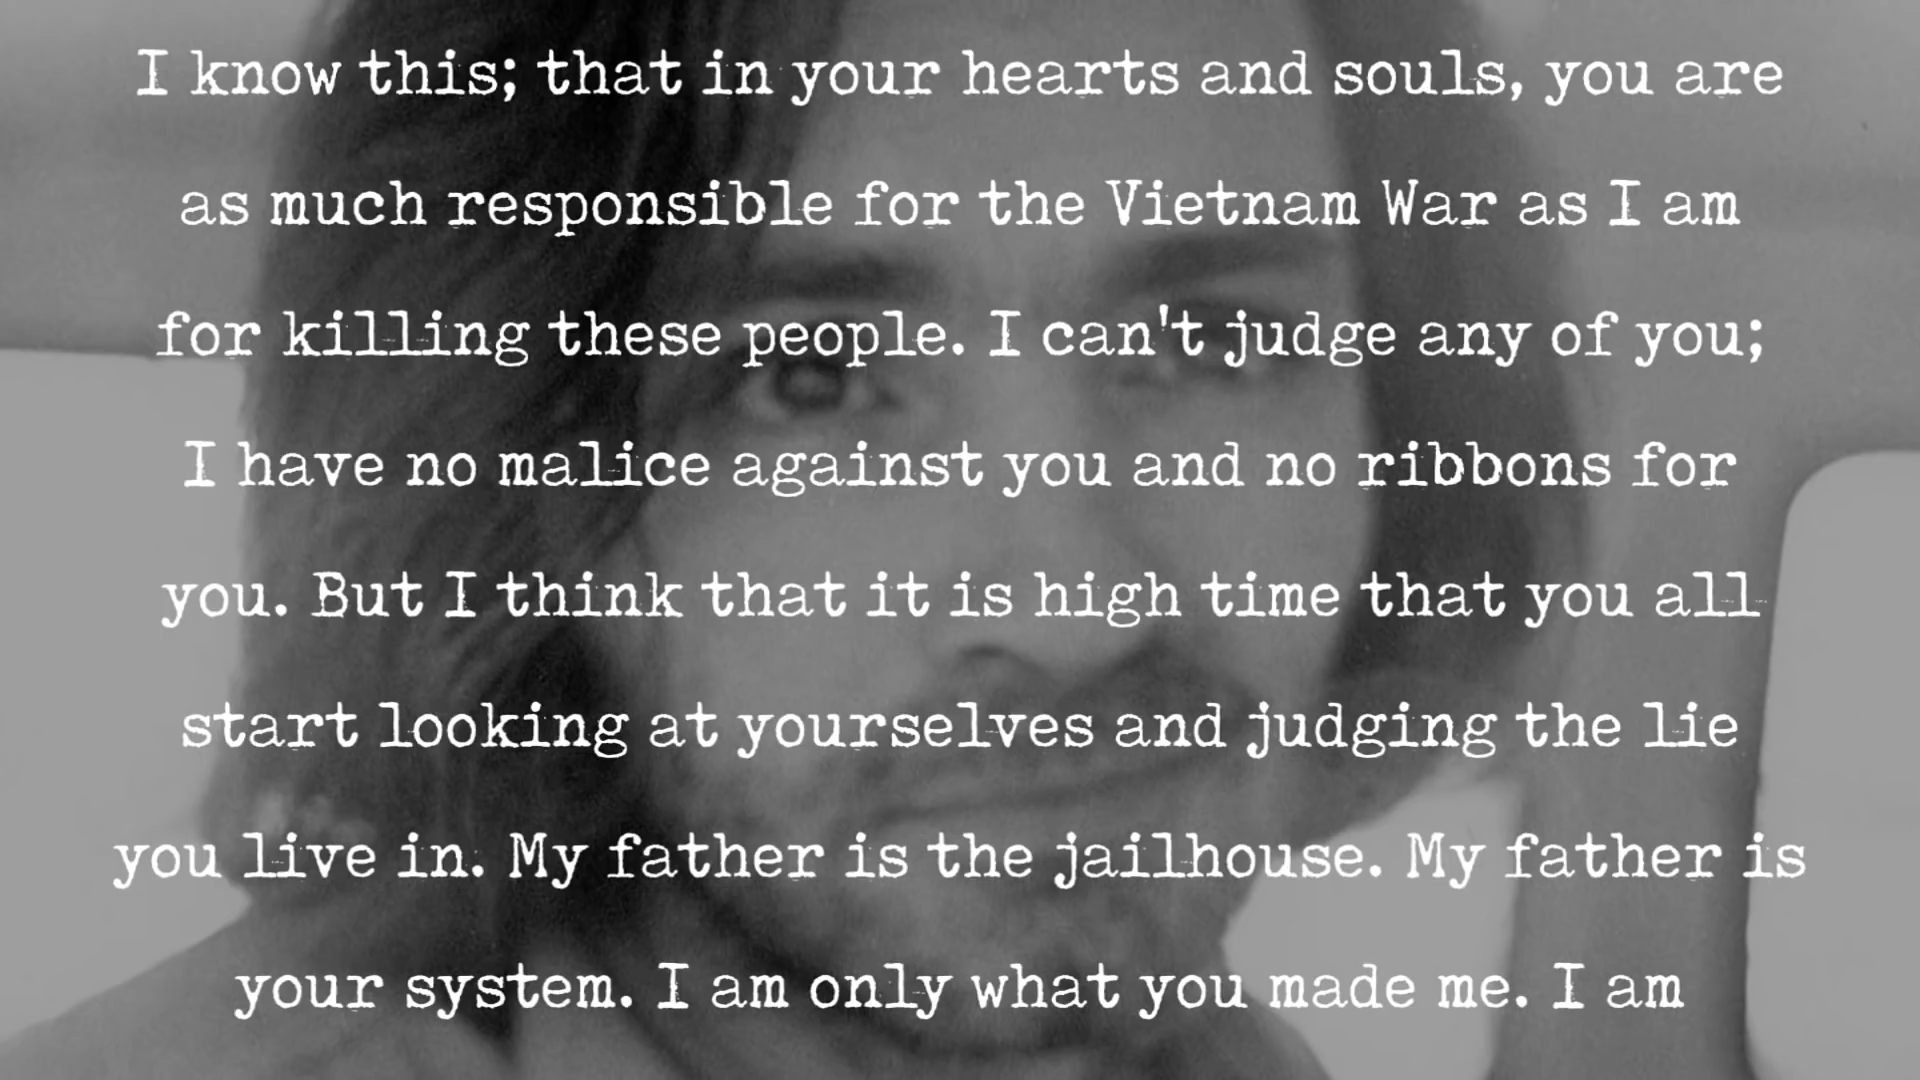 I know this; that in your hearts and souls, you are
as much responsible for the Vietnam War as I am
for killing these people. I can't judge any of you;
I have no malice against you and no ribbons for
you. But I think that it is high time that you all
start looking at yourselves and judging the lie
you live in. My father is the jailhouse. My father is
your system. I am only what you made me. I am